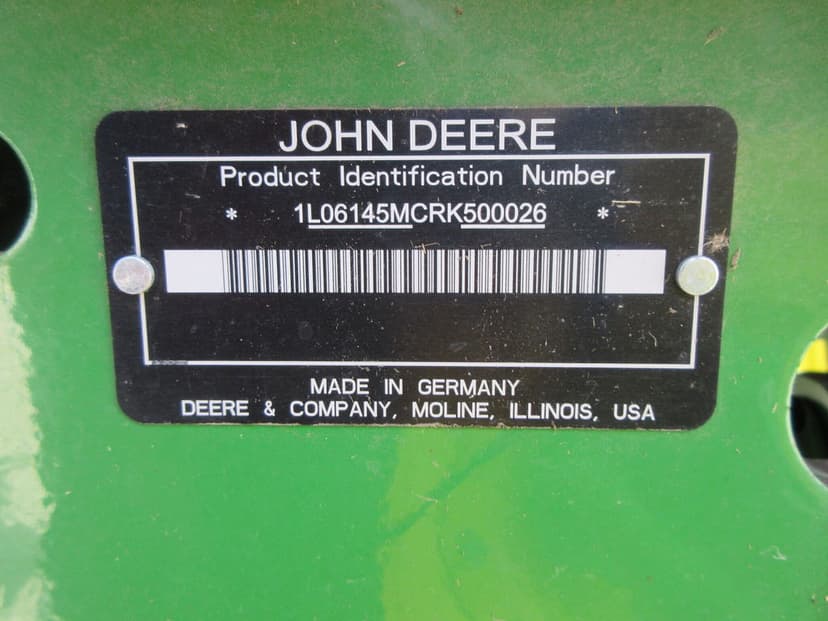 JOHN DEERE
Product Identification Number
* 1L06145MCRK500026 *
MADE IN GERMANY
DEERE & COMPANY, MOLINE, ILLINOIS, USA